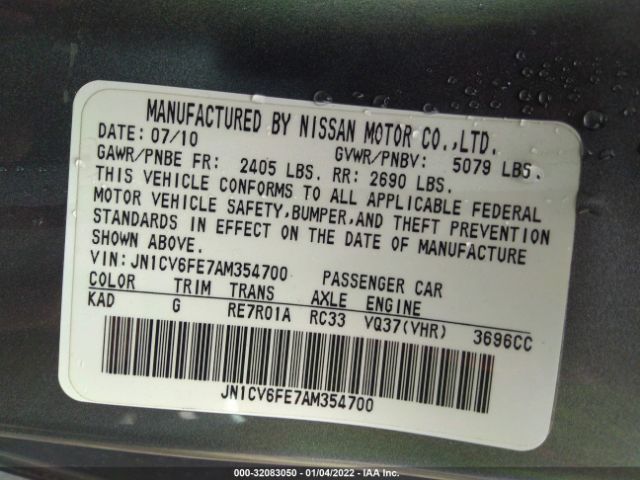 MANUFACTURED BY NISSAN MOTOR CO.,LTD.
DATE: 07/10
GVWR/PNBV: 5079 LBS.
GAWR/PNBE FR: 2405 LBS. RR: 2690 LBS.
THIS VEHICLE CONFORMS TO ALL APPLICABLE FEDERAL
MOTOR VEHICLE SAFETY,BUMPER,AND THEFT PREVENTION
STANDARDS IN EFFECT ON THE DATE OF MANUFACTURE
SHOWN ABOVE.
VIN: JN1CV6FE7AM354700 PASSENGER CAR
COLOR TRIM TRANS AXLE ENGINE
KAD G RE7R01A RC33 VQ37(VHR) 3696CC
JN1CV6FE7AM354700
000-32083050 - 01/04/2022 - IAA Inc.